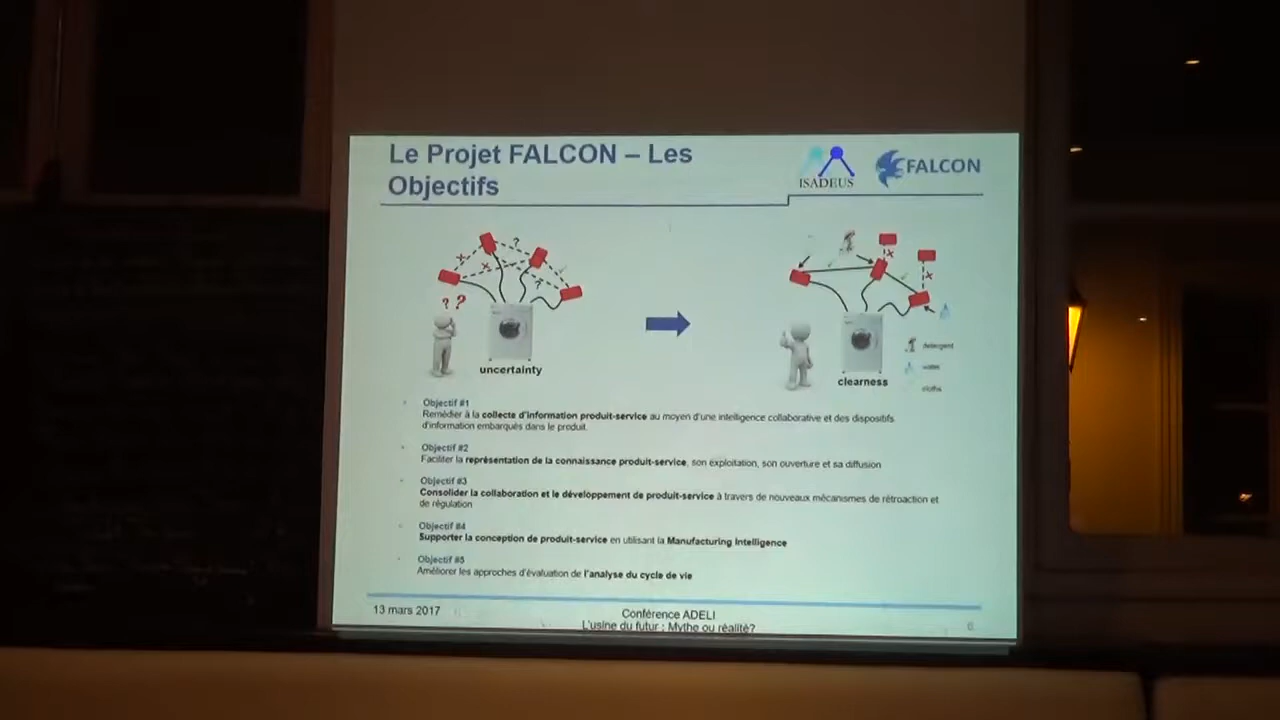 Le Projet FALCON – Les
Objectifs
ISADEUS
FALCON
?
?
? ?
uncertainty
detergent
water
cloths
clearness
Objectif #1
Remédier à la collecte d'information produit-service au moyen d'une intelligence collaborative et des dispositifs
d'information embarqués dans le produit.
Objectif #2
Faciliter la représentation de la connaissance produit-service, son exploitation, son ouverture et sa diffusion
Objectif #3
Consolider la collaboration et le développement de produit-service à travers de nouveaux mécanismes de rétroaction et
de régulation
Objectif #4
Supporter la conception de produit-service en utilisant la Manufacturing Intelligence
Objectif #5
Améliorer les approches d'évaluation de l'analyse du cycle de vie
13 mars 2017
Conférence ADELI
L'usine du futur : Mythe ou réalité?
6